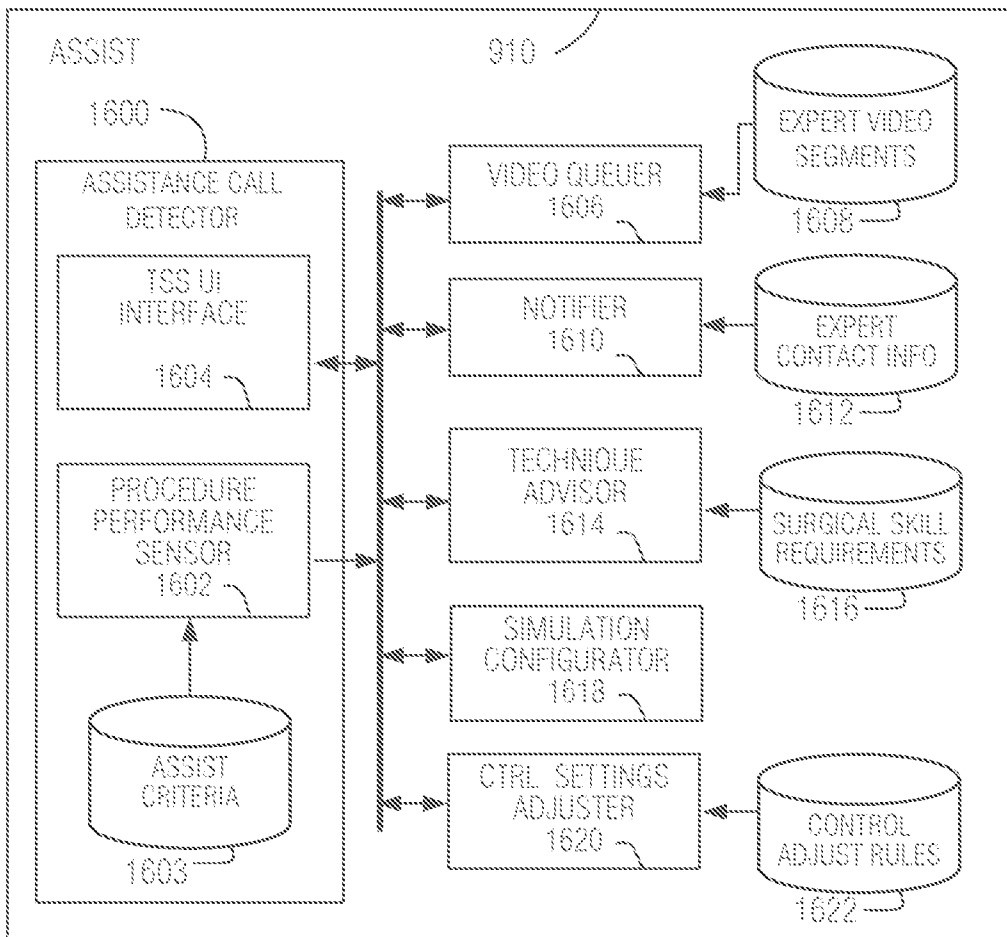 ASSIST
910
1600
ASSISTANCE CALL
DETECTOR
TSS UI
INTERFACE
1604
PROCEDURE
PERFORMANCE
SENSOR
1602
ASSIST
CRITERIA
1603
VIDEO QUEUER
1606
EXPERT VIDEO
SEGMENTS
1608
NOTIFIER
1610
EXPERT
CONTACT INFO
1612
TECHNIQUE
ADVISOR
1614
SURGICAL SKILL
REQUIREMENTS
1616
SIMULATION
CONFIGURATOR
1618
CTRL. SETTINGS
ADJUSTER
1620
CONTROL
ADJUST RULES
1622